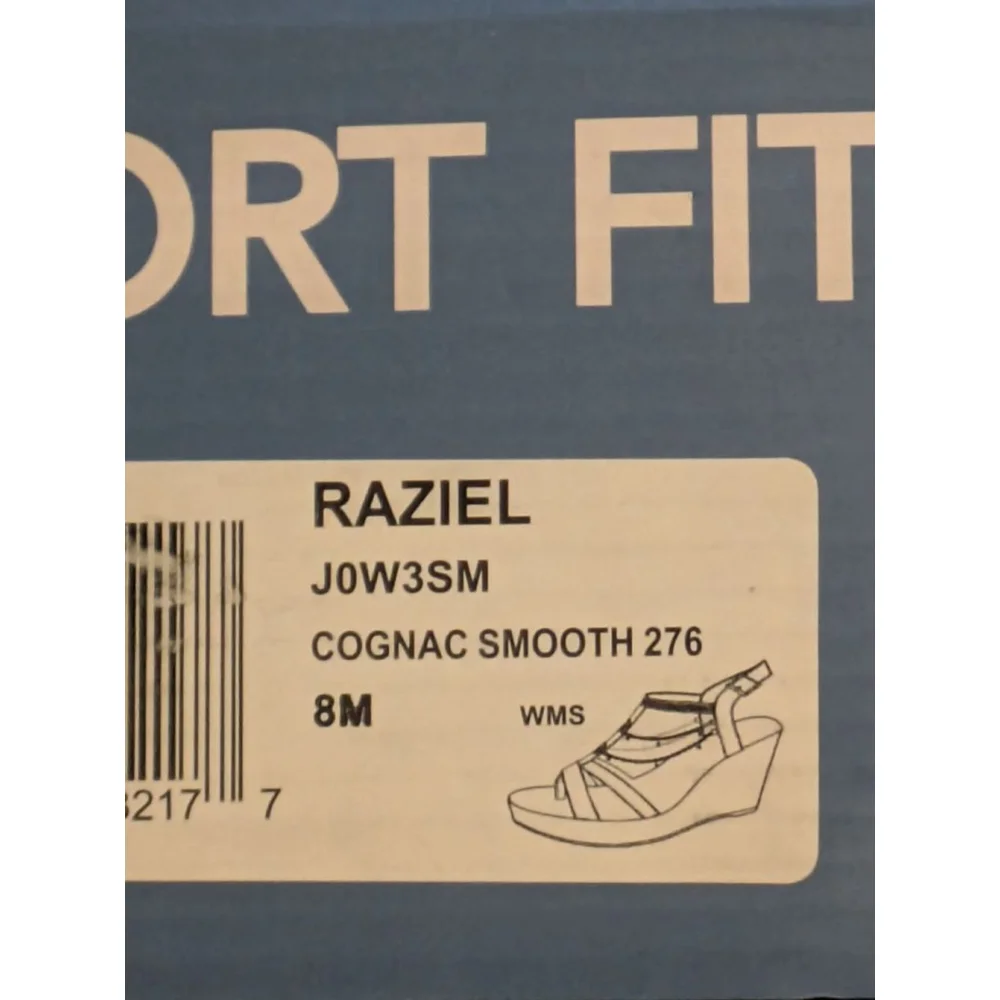 ORT FIT
RAZIEL
J0W3SM
COGNAC SMOOTH 276
8M
WMS
217 7